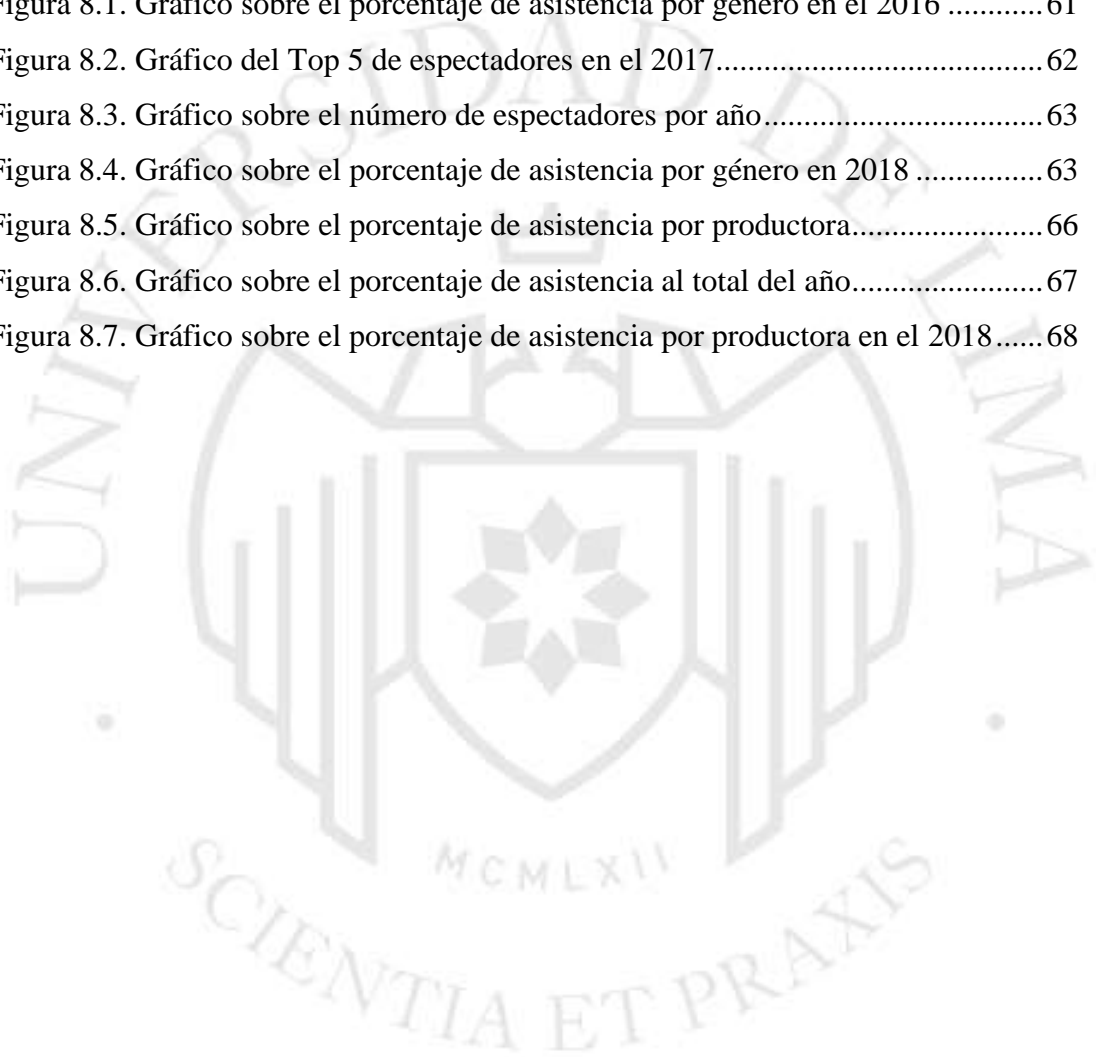 Figura 8.1. Gráfico sobre el porcentaje de asistencia por género en el 2016 ............61
Figura 8.2. Gráfico del Top 5 de espectadores en el 2017.........................................62
Figura 8.3. Gráfico sobre el número de espectadores por año...................................63
Figura 8.4. Gráfico sobre el porcentaje de asistencia por género en 2018 ................63
Figura 8.5. Gráfico sobre el porcentaje de asistencia por productora........................66
Figura 8.6. Gráfico sobre el porcentaje de asistencia al total del año........................67
Figura 8.7. Gráfico sobre el porcentaje de asistencia por productora en el 2018......68
UNIVERSIDAD DE LIMA
MCMLXII
SCIENTIA ET PRAXIS